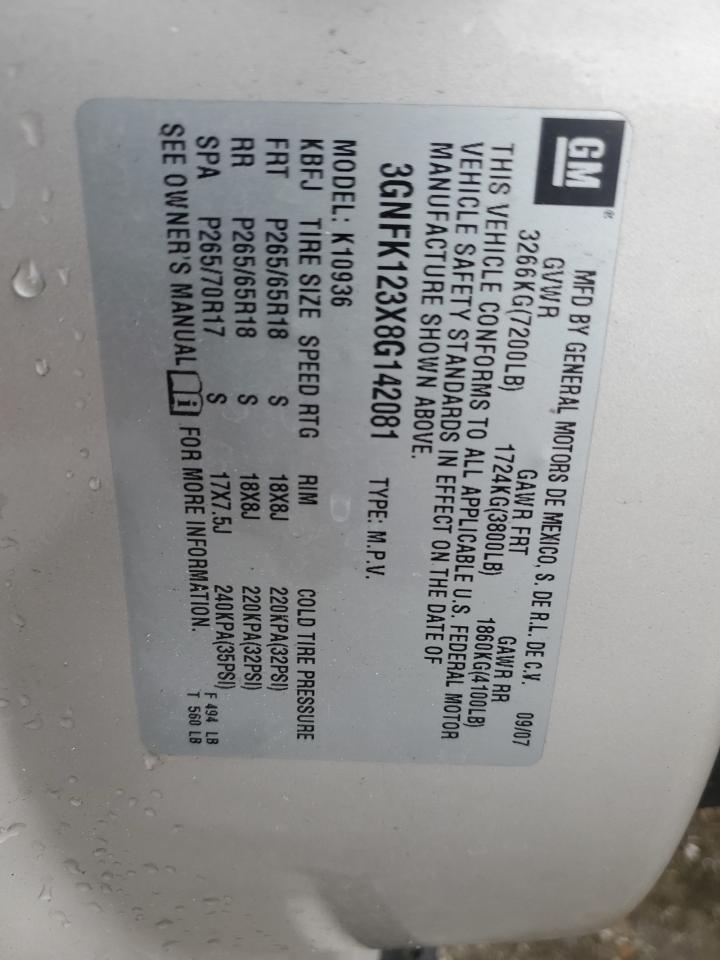 GM®
MFD BY GENERAL MOTORS DE MEXICO, S. DE R.L. DE C.V. 09/07
GVWR GAWR FRT GAWR RR
3266KG(7200LB) 1724KG(3800LB) 1860KG(4100LB)
THIS VEHICLE CONFORMS TO ALL APPLICABLE U.S. FEDERAL MOTOR
VEHICLE SAFETY STANDARDS IN EFFECT ON THE DATE OF
MANUFACTURE SHOWN ABOVE.
3GNFK123X8G142081 TYPE: M.P.V.
MODEL: K10936
KBFJ TIRE SIZE SPEED RTG RIM COLD TIRE PRESSURE
FRT P265/65R18 S 18X8J 220KPA(32PSI)
RR P265/65R18 S 18X8J 220KPA(32PSI)
SPA P265/70R17 S 17X7.5J 240KPA(35PSI) F 494 LB
SEE OWNER'S MANUAL i FOR MORE INFORMATION. T 560 LB